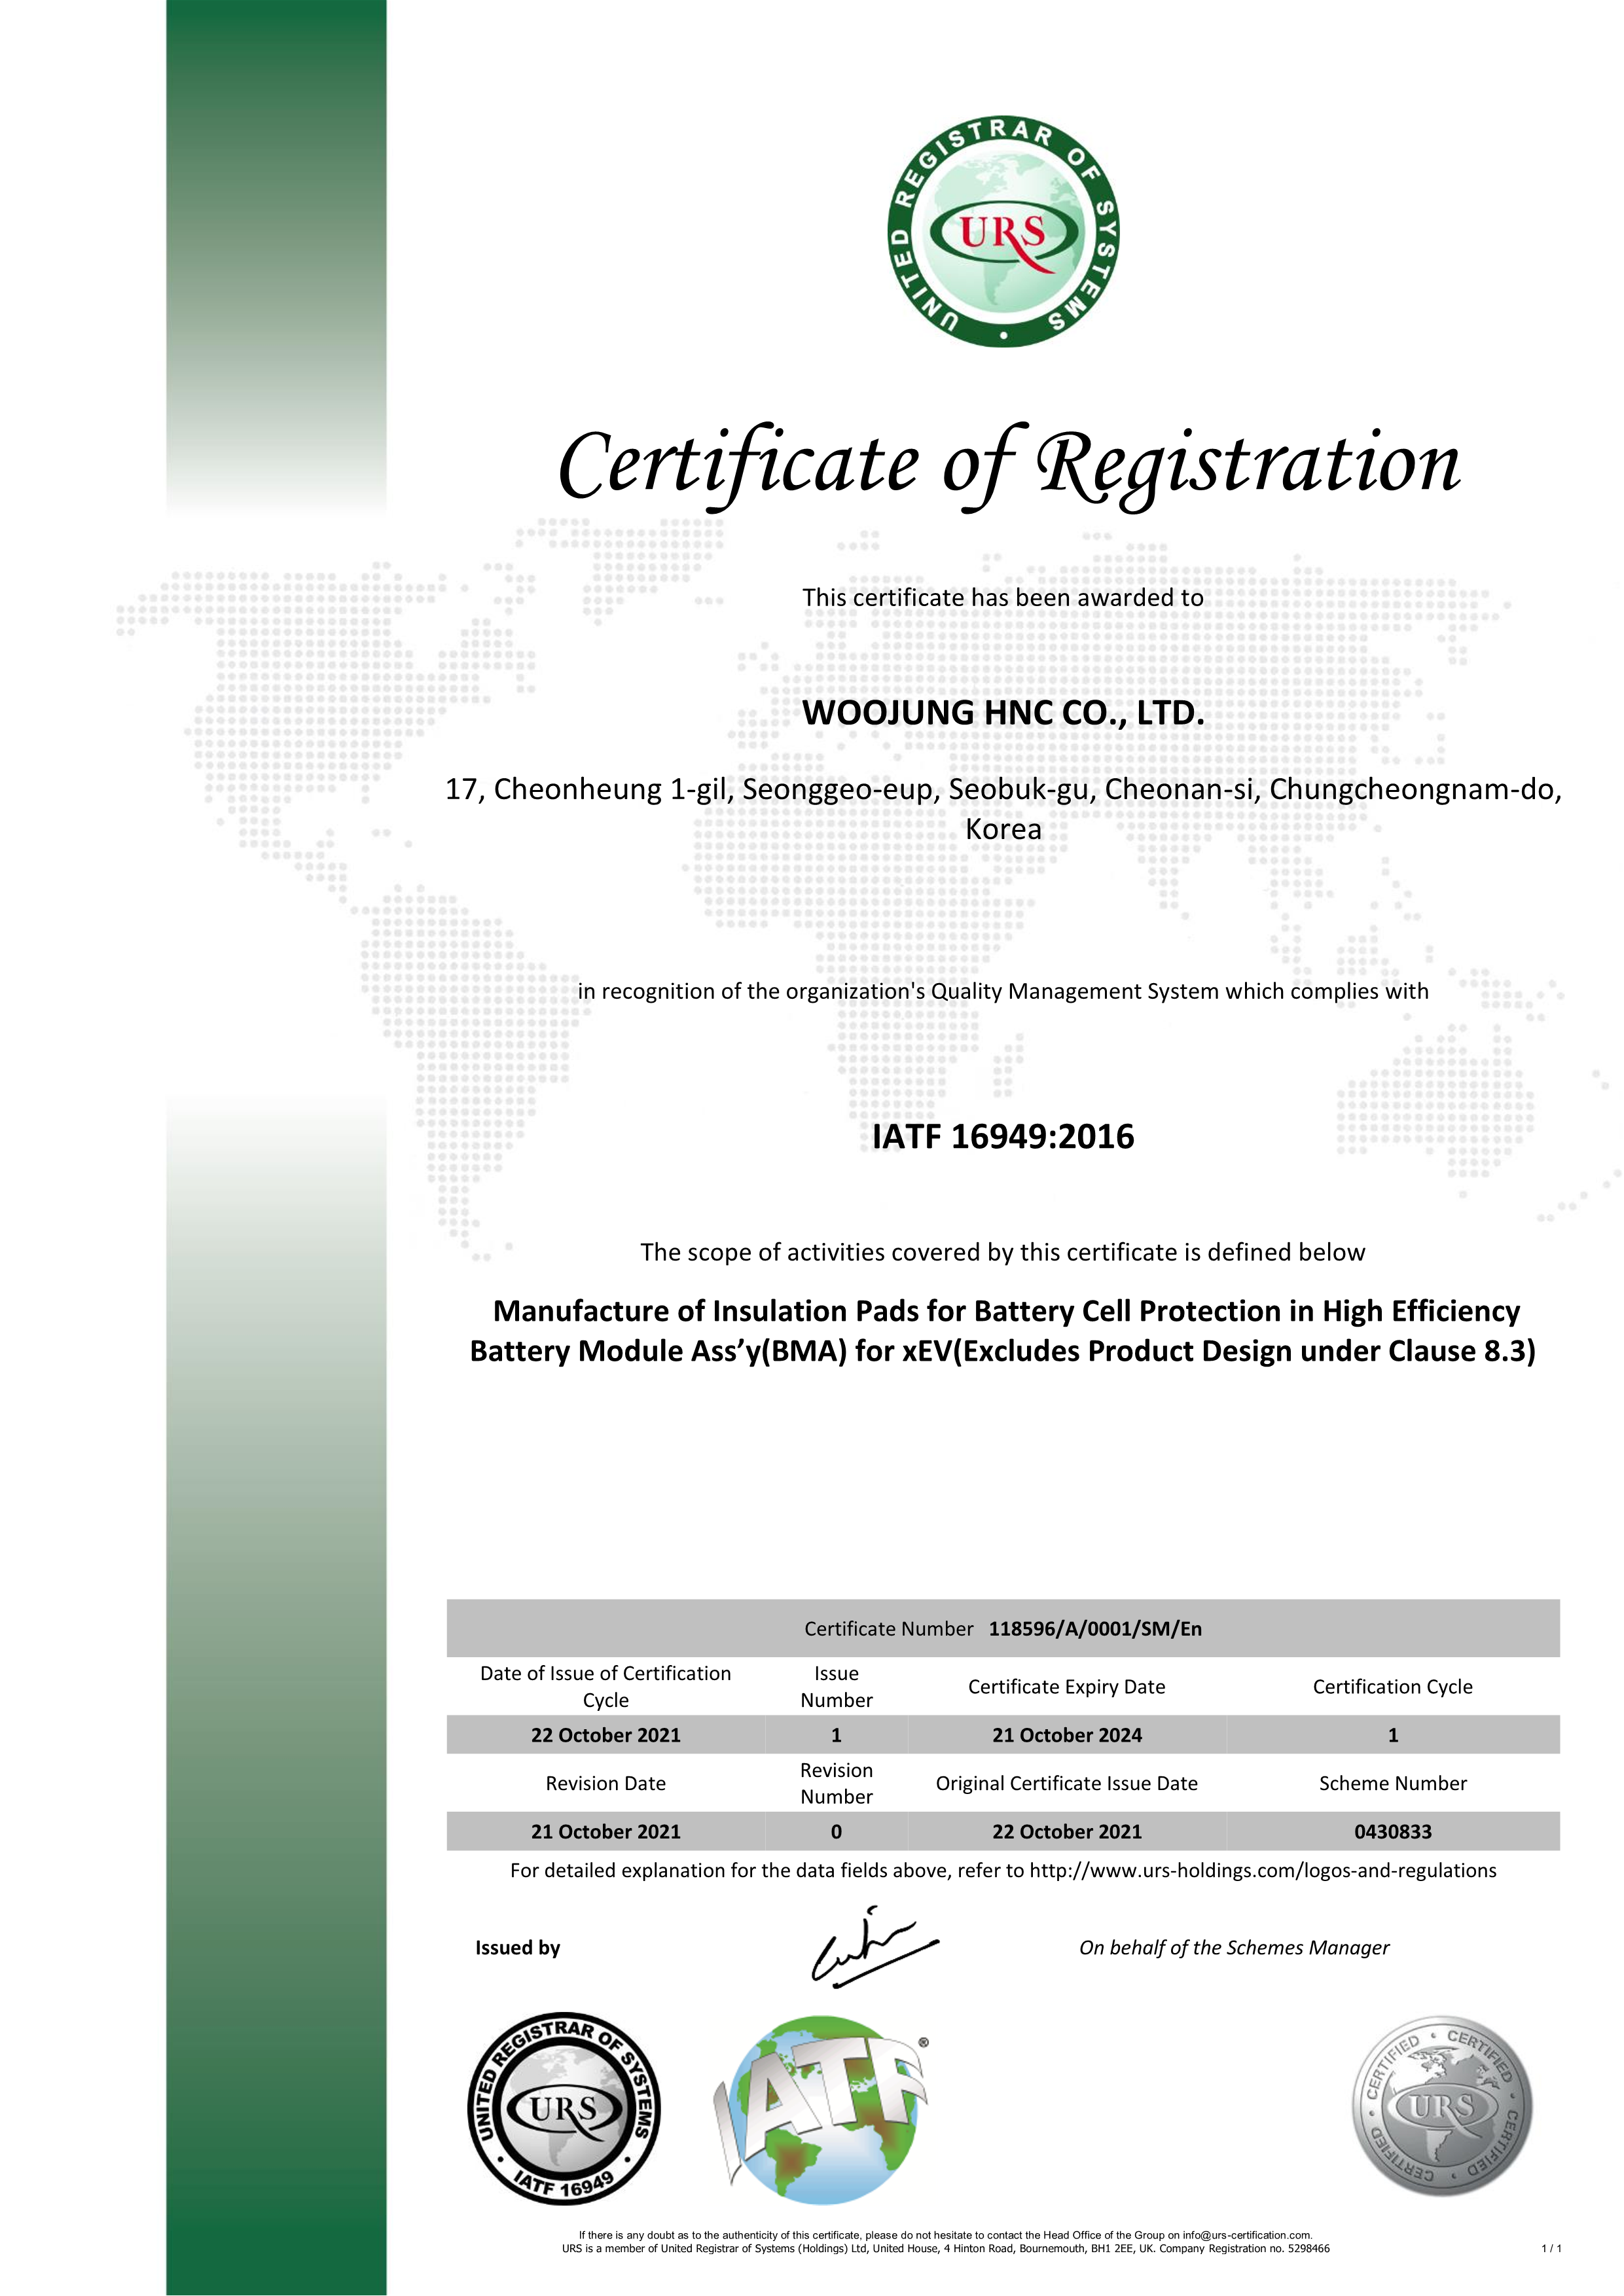 UNITED REGISTRAR OF SYSTEMS
URS
Certificate of Registration
This certificate has been awarded to
WOOJUNG HNC CO., LTD.
17, Cheonheung 1-gil, Seonggeo-eup, Seobuk-gu, Cheonan-si, Chungcheongnam-do,
Korea
in recognition of the organization's Quality Management System which complies with
IATF 16949:2016
The scope of activities covered by this certificate is defined below
Manufacture of Insulation Pads for Battery Cell Protection in High Efficiency
Battery Module Ass’y(BMA) for xEV(Excludes Product Design under Clause 8.3)
Certificate Number 118596/A/0001/SM/En
Date of Issue of Certification Cycle Issue Number Certificate Expiry Date Certification Cycle
22 October 2021 1 21 October 2024 1
Revision Date Revision Number Original Certificate Issue Date Scheme Number
21 October 2021 0 22 October 2021 0430833
For detailed explanation for the data fields above, refer to http://www.urs-holdings.com/logos-and-regulations
Issued by On behalf of the Schemes Manager
UNITED REGISTRAR OF SYSTEMS
URS
IATF 16949
IATF®
CERTIFIED • CERTIFIED • CERTIFIED • CERTIFIED • CERTIFIED
URS
If there is any doubt as to the authenticity of this certificate, please do not hesitate to contact the Head Office of the Group on info@urs-certification.com.
URS is a member of United Registrar of Systems (Holdings) Ltd, United House, 4 Hinton Road, Bournemouth, BH1 2EE, UK. Company Registration no. 5298466 1 / 1